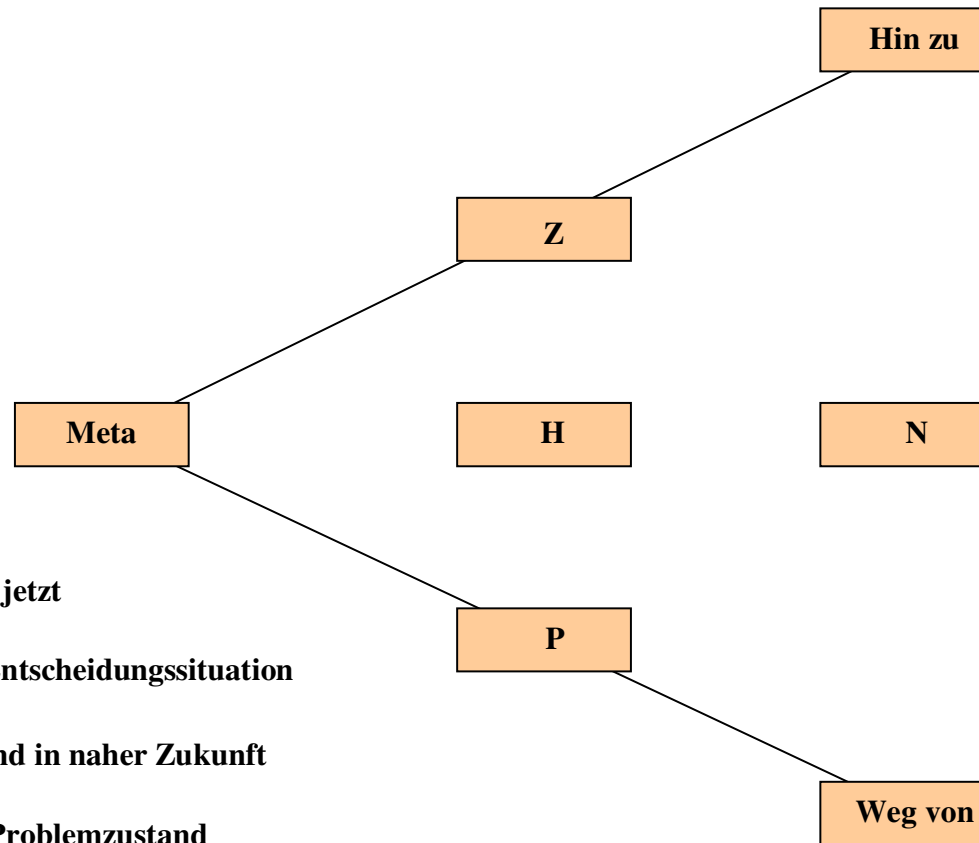 Hin zu
Z
Meta
H
N
jetzt
ntscheidungssituation
P
nd in naher Zukunft
Weg von
Problemzustand